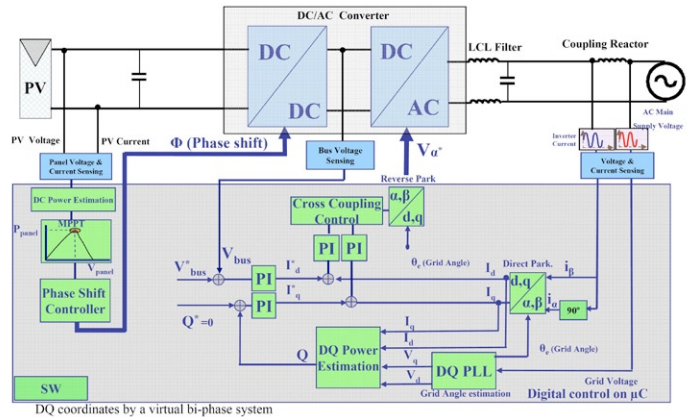 DC/AC Converter
PV
DC
DC
DC
AC
LCL Filter
Coupling Reactor
AC Main
PV Voltage
PV Current
Φ (Phase shift)
Bus Voltage
Sensing
Vα*
Inverter
Current
Supply Voltage
Panel Voltage &
Current Sensing
Voltage &
Current Sensing
DC Power Estimation
MPPT
Ppanel
Vpanel
Phase Shift
Controller
Reverse Park
Cross Coupling
Control
α,β
d,q
PI
PI
θe (Grid Angle)
V*bus
Vbus
PI
I*d
Id
Direct Park.
d,q
α,β
iβ
iα
90°
Q*=0
PI
I*q
Iq
Q
DQ Power
Estimation
Iq
Id
Vq
Vd
DQ PLL
θe (Grid Angle)
Grid Voltage
Grid Angle estimation
Digital control on µC
SW
DQ coordinates by a virtual bi-phase system